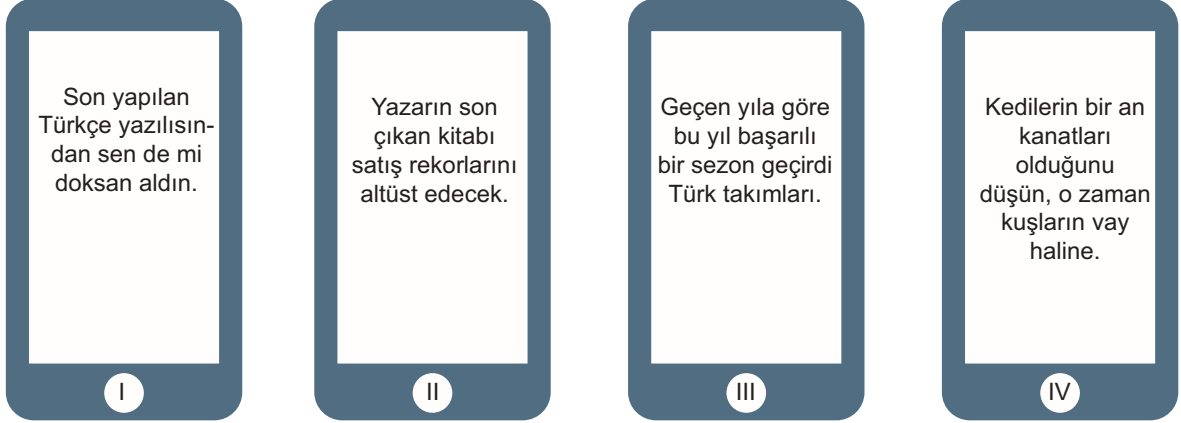 Son yapılan
Türkçe yazılısın-
dan sen de mi
doksan aldın.
I
Yazarın son
çıkan kitabı
satış rekorlarını
altüst edecek.
II
Geçen yıla göre
bu yıl başarılı
bir sezon geçirdi
Türk takımları.
III
Kedilerin bir an
kanatları
olduğunu
düşün, o zaman
kuşların vay
haline.
IV